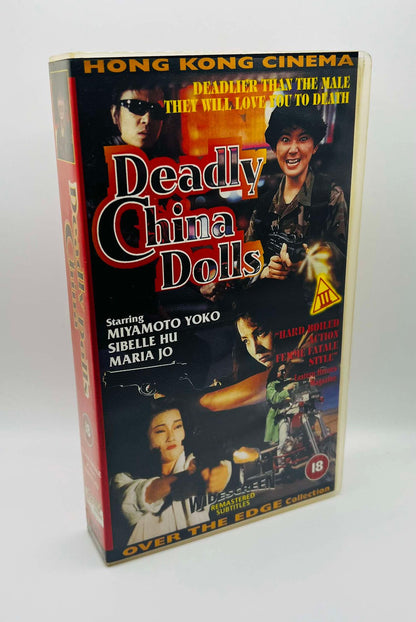 HONG KONG CINEMA
DEADLIER THAN THE MALE
THEY WILL LOVE YOU TO DEATH
Deadly
China
Dolls
III
Starring
MIYAMOTO YOKO
SIBELLE HU
MARIA JO
"HARD BOILED
ACTION
FEMME FATALE
STYLE"
18
WIDESCREEN
REMASTERED
SUBTITLES
OVER THE EDGE Collection
Deadly China Dolls
18